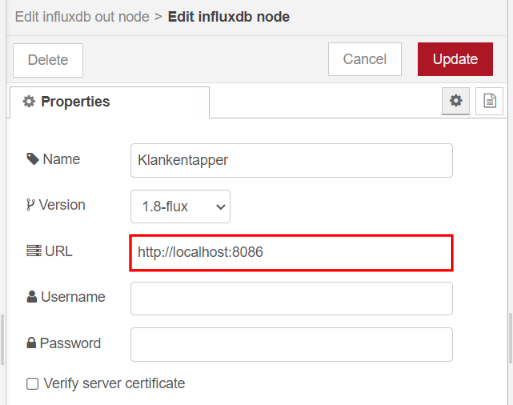 Edit influxdb out node > Edit influxdb node
Delete
Cancel
Update
Properties
Name
Klankentapper
Version
1.8-flux
URL
http://localhost:8086
Username
Password
Verify server certificate